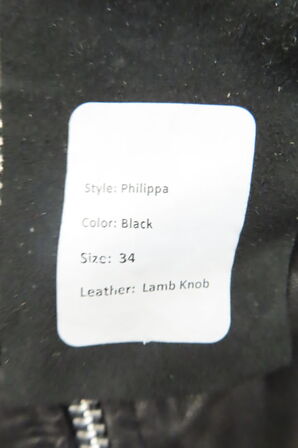 Style: Philippa
Color: Black
Size: 34
Leather: Lamb Knob